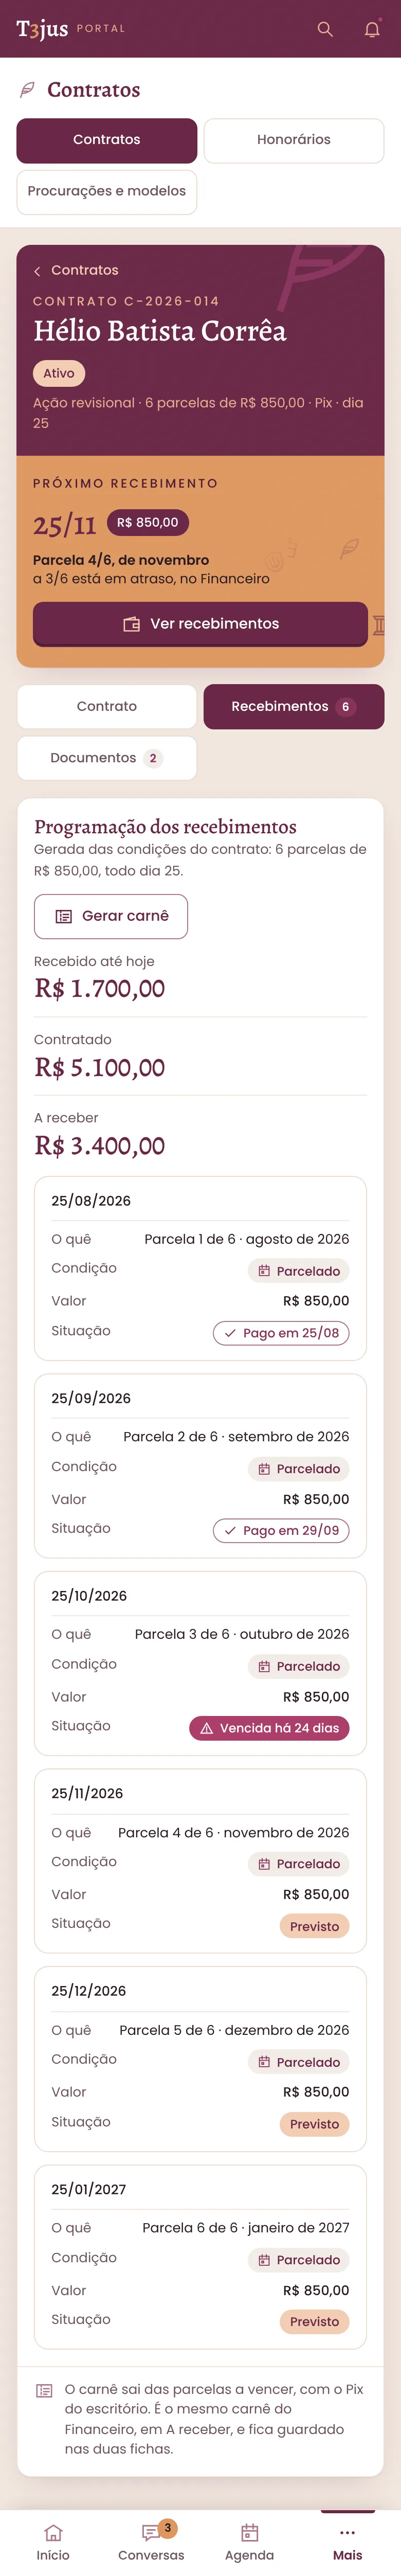 T3jus PORTAL
Contratos
Contratos
Honorários
Procurações e modelos
Contratos
CONTRATO C-2026-014
Hélio Batista Corrêa
Ativo
Ação revisional · 6 parcelas de R$ 850,00 · Pix · dia
25
PRÓXIMO RECEBIMENTO
25/11 R$ 850,00
Parcela 4/6, de novembro
a 3/6 está em atraso, no Financeiro
Ver recebimentos
Contrato
Recebimentos 6
Documentos 2
Programação dos recebimentos
Gerada das condições do contrato: 6 parcelas de
R$ 850,00, todo dia 25.
Gerar carnê
Recebido até hoje
R$ 1.700,00
Contratado
R$ 5.100,00
A receber
R$ 3.400,00
25/08/2026
O quê Parcela 1 de 6 · agosto de 2026
Condição Parcelado
Valor R$ 850,00
Situação Pago em 25/08
25/09/2026
O quê Parcela 2 de 6 · setembro de 2026
Condição Parcelado
Valor R$ 850,00
Situação Pago em 29/09
25/10/2026
O quê Parcela 3 de 6 · outubro de 2026
Condição Parcelado
Valor R$ 850,00
Situação Vencida há 24 dias
25/11/2026
O quê Parcela 4 de 6 · novembro de 2026
Condição Parcelado
Valor R$ 850,00
Situação Previsto
25/12/2026
O quê Parcela 5 de 6 · dezembro de 2026
Condição Parcelado
Valor R$ 850,00
Situação Previsto
25/01/2027
O quê Parcela 6 de 6 · janeiro de 2027
Condição Parcelado
Valor R$ 850,00
Situação Previsto
O carnê sai das parcelas a vencer, com o Pix
do escritório. É o mesmo carnê do
Financeiro, em A receber, e fica guardado
nas duas fichas.
3
Início Conversas Agenda Mais